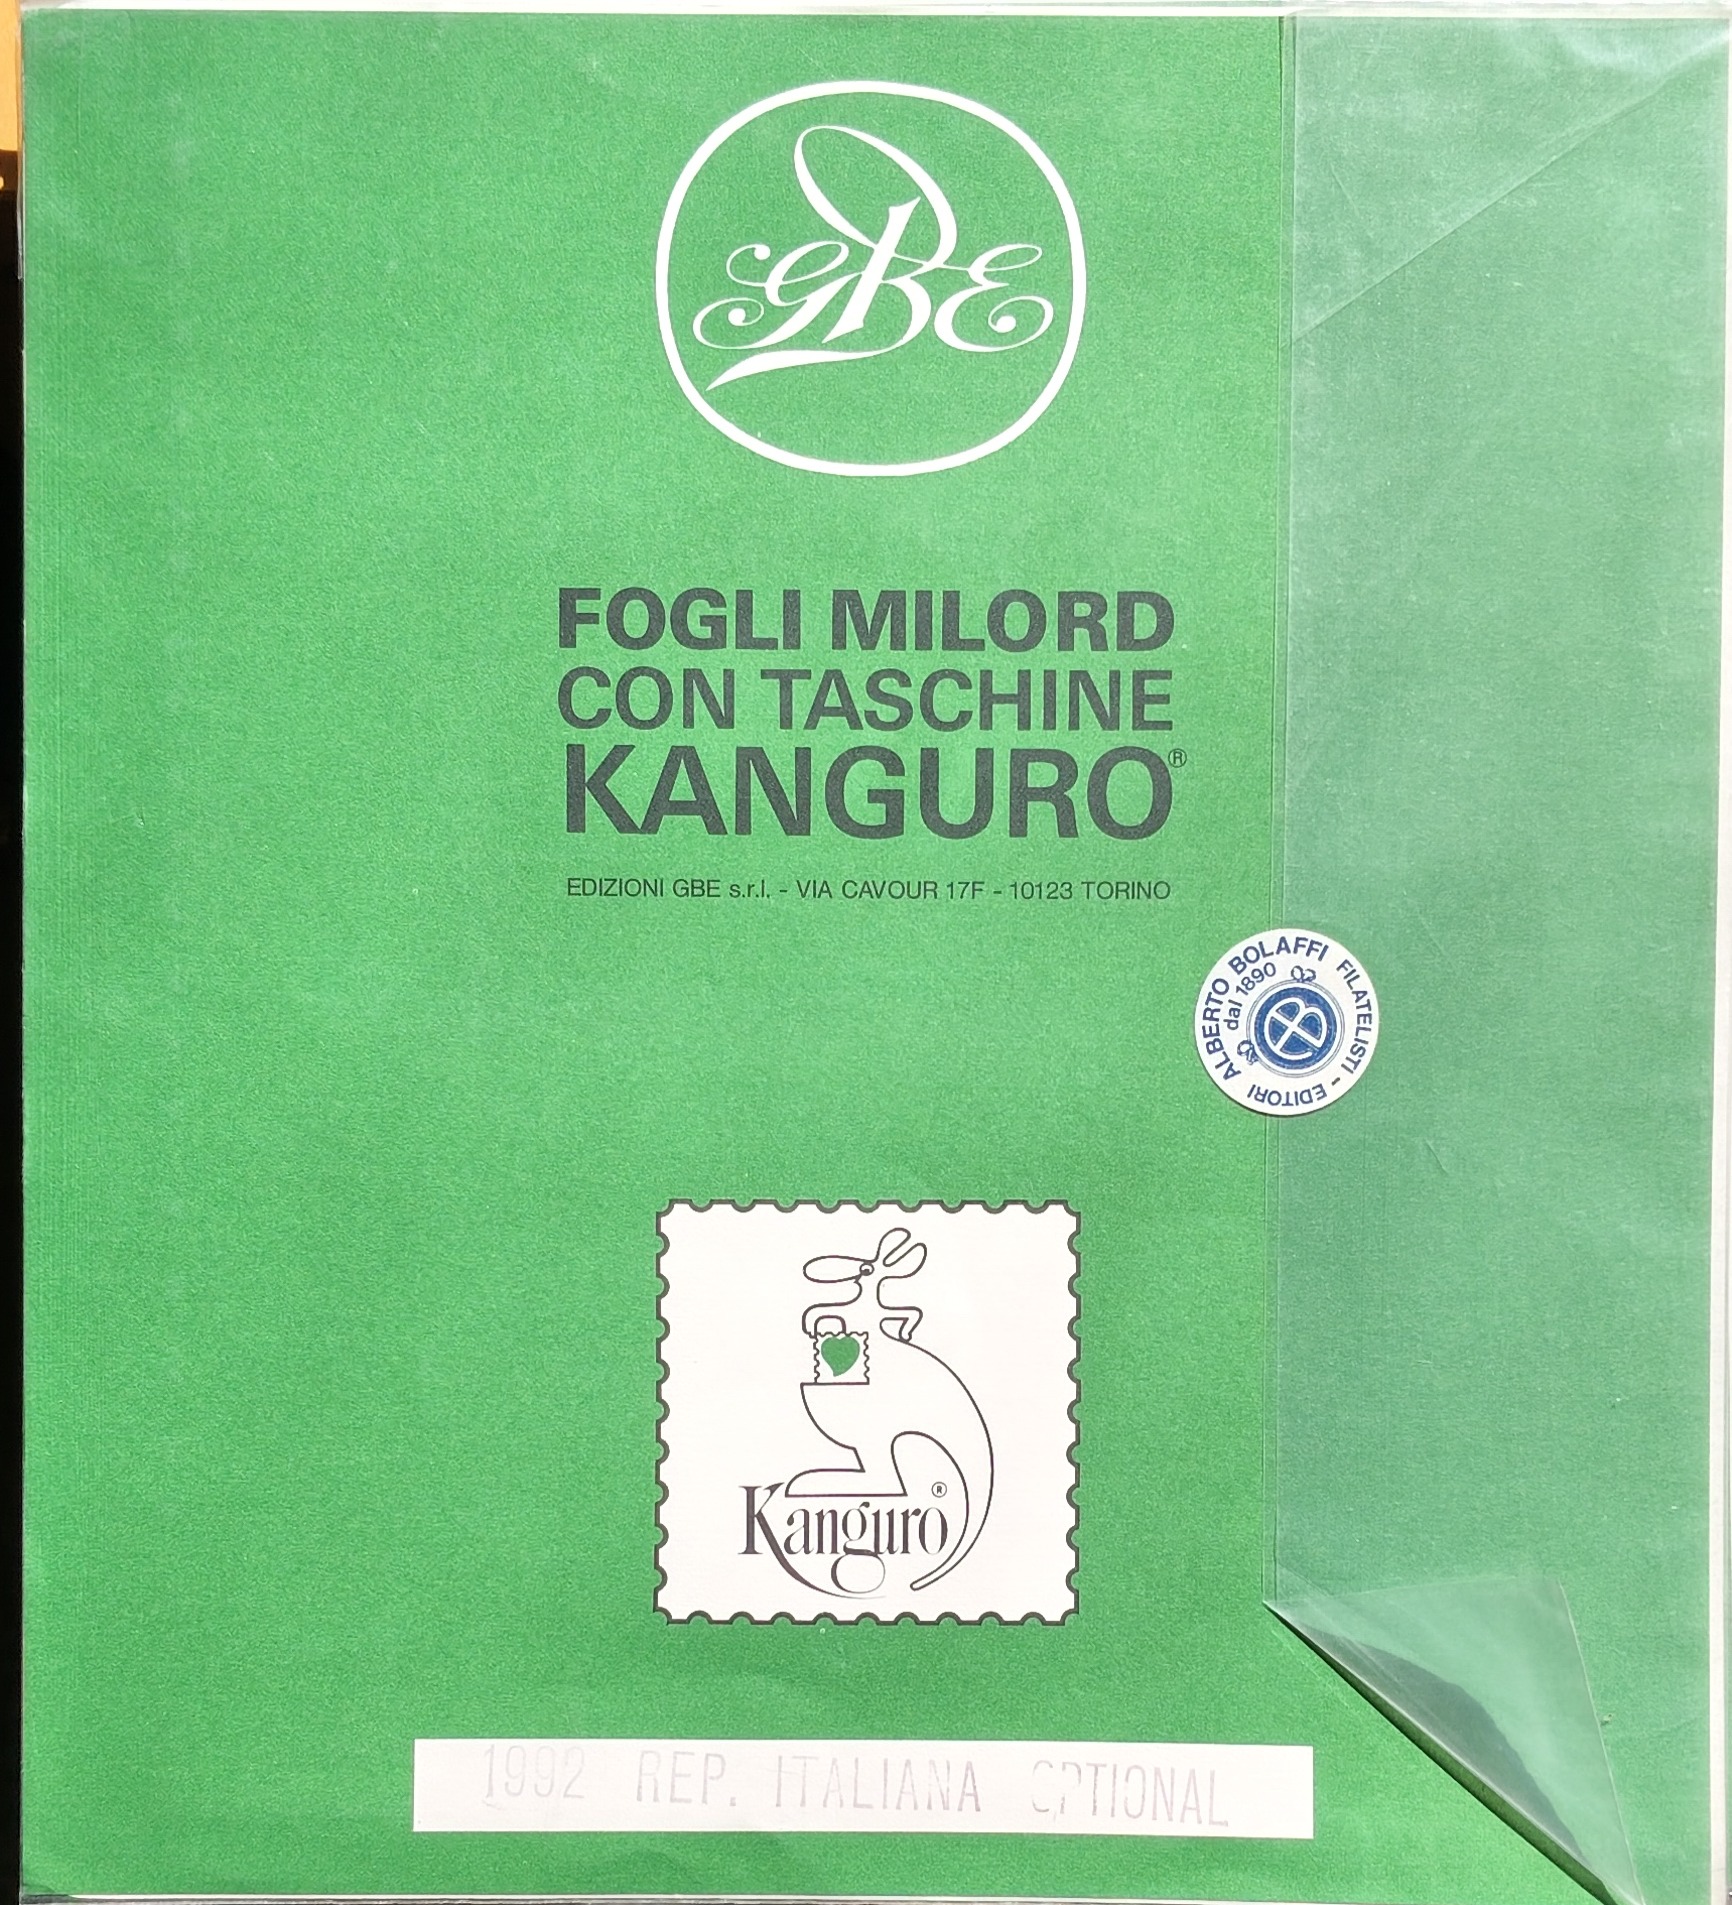 GBE
FOGLI MILORD
CON TASCHINE
KANGURO®
EDIZIONI GBE s.r.l. - VIA CAVOUR 17F - 10123 TORINO
ALBERTO BOLAFFI FILATELISTI - EDITORI
dal 1890
Kanguro®
1992 REP. ITALIANA OPTIONAL